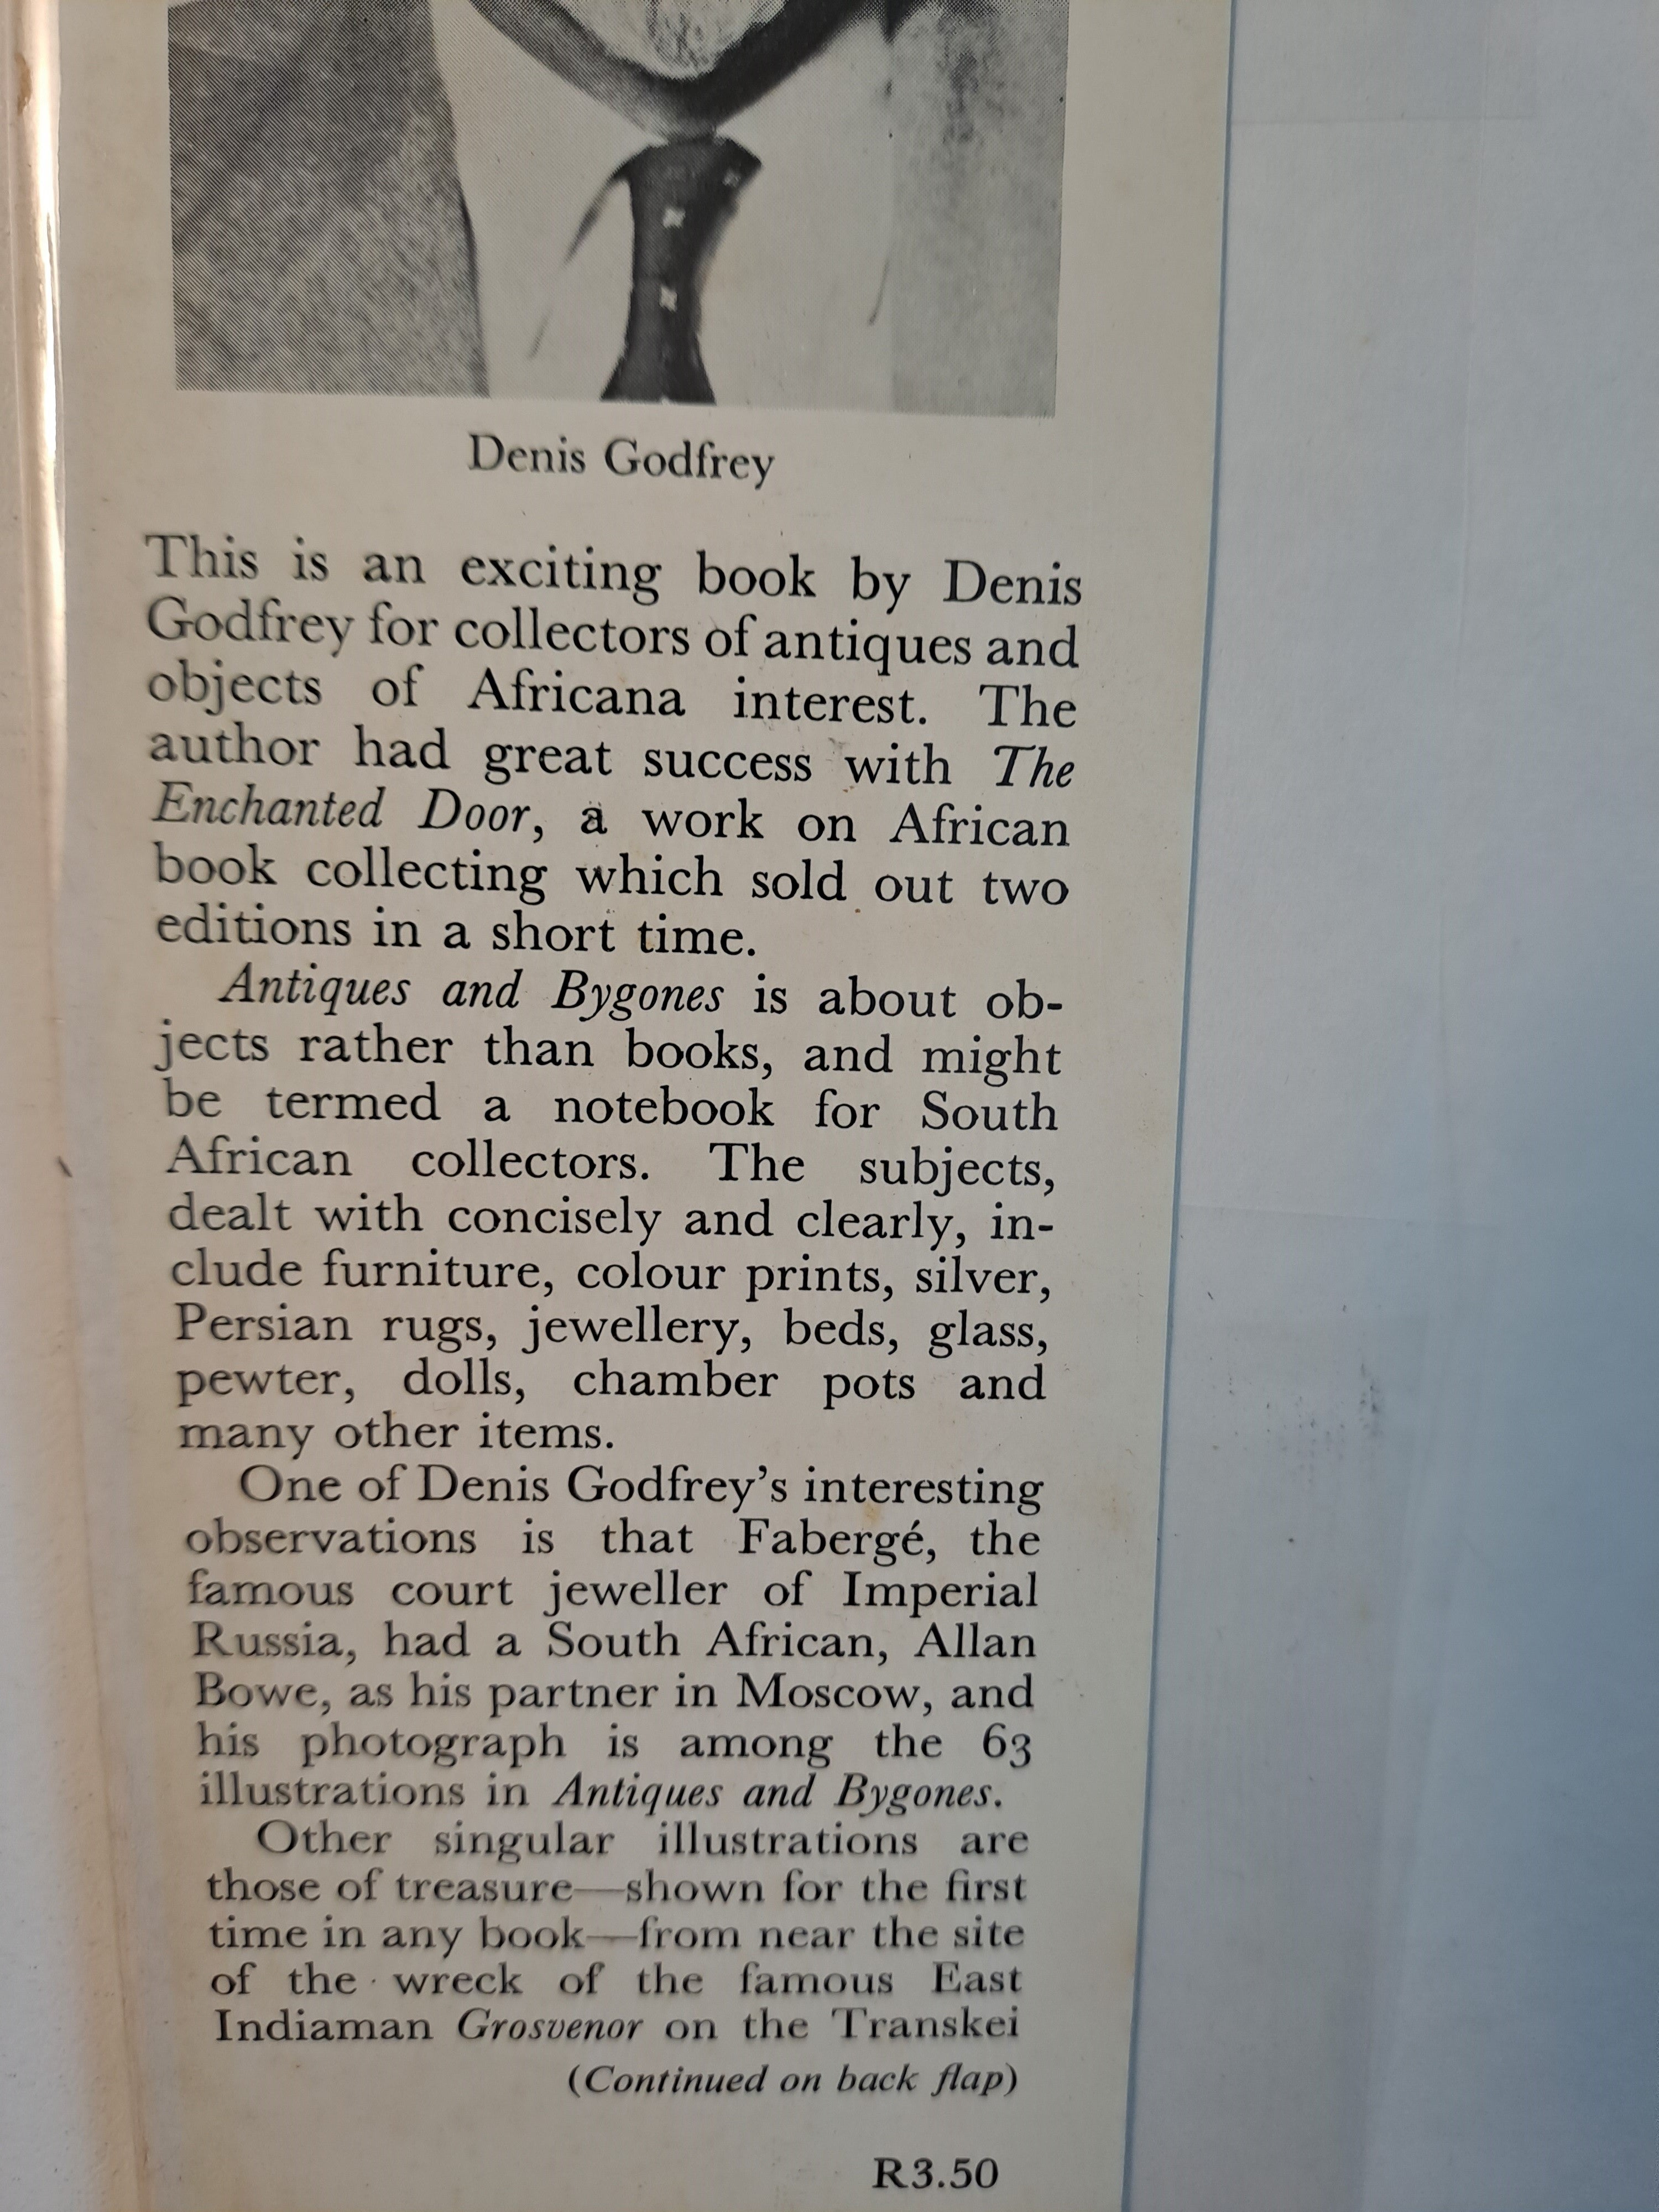 Denis Godfrey
This is an exciting book by Denis
Godfrey for collectors of antiques and
objects of Africana interest. The
author had great success with The
Enchanted Door, a work on African
book collecting which sold out two
editions in a short time.
Antiques and Bygones is about ob-
jects rather than books, and might
be termed a notebook for South
African collectors. The subjects,
dealt with concisely and clearly, in-
clude furniture, colour prints, silver,
Persian rugs, jewellery, beds, glass,
pewter, dolls, chamber pots and
many other items.
One of Denis Godfrey's interesting
observations is that Fabergé, the
famous court jeweller of Imperial
Russia, had a South African, Allan
Bowe, as his partner in Moscow, and
his photograph is among the 63
illustrations in Antiques and Bygones.
Other singular illustrations are
those of treasure—shown for the first
time in any book—from near the site
of the wreck of the famous East
Indiaman Grosvenor on the Transkei
(Continued on back flap)
R3.50